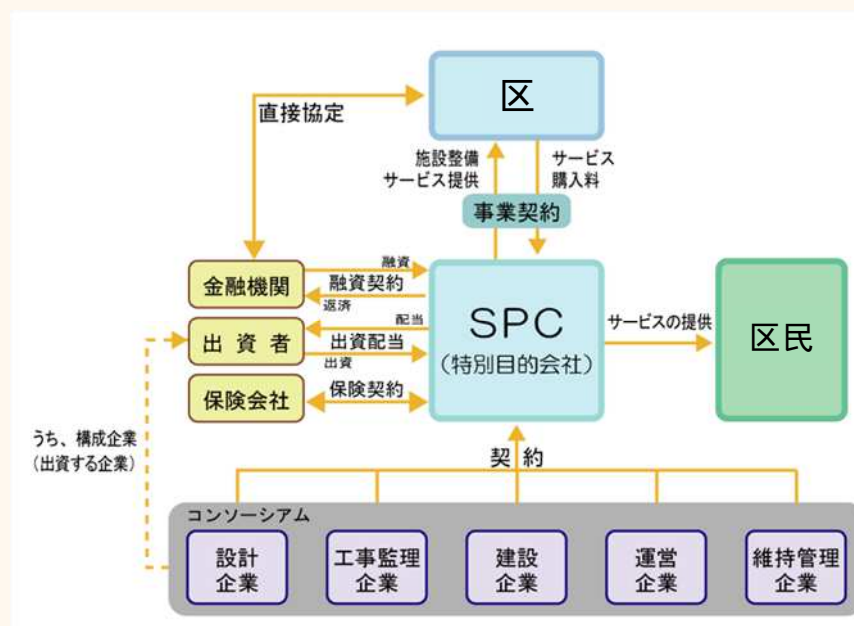 区
直接協定
施設整備
サービス提供
サービス
購入料
事業契約
金融機関
融資
融資契約
返済
出資者
配当
出資配当
出資
保険会社
保険契約
SPC
(特別目的会社)
サービスの提供
区民
うち、構成企業
(出資する企業)
契約
コンソーシアム
設計
企業
工事監理
企業
建設
企業
運営
企業
維持管理
企業